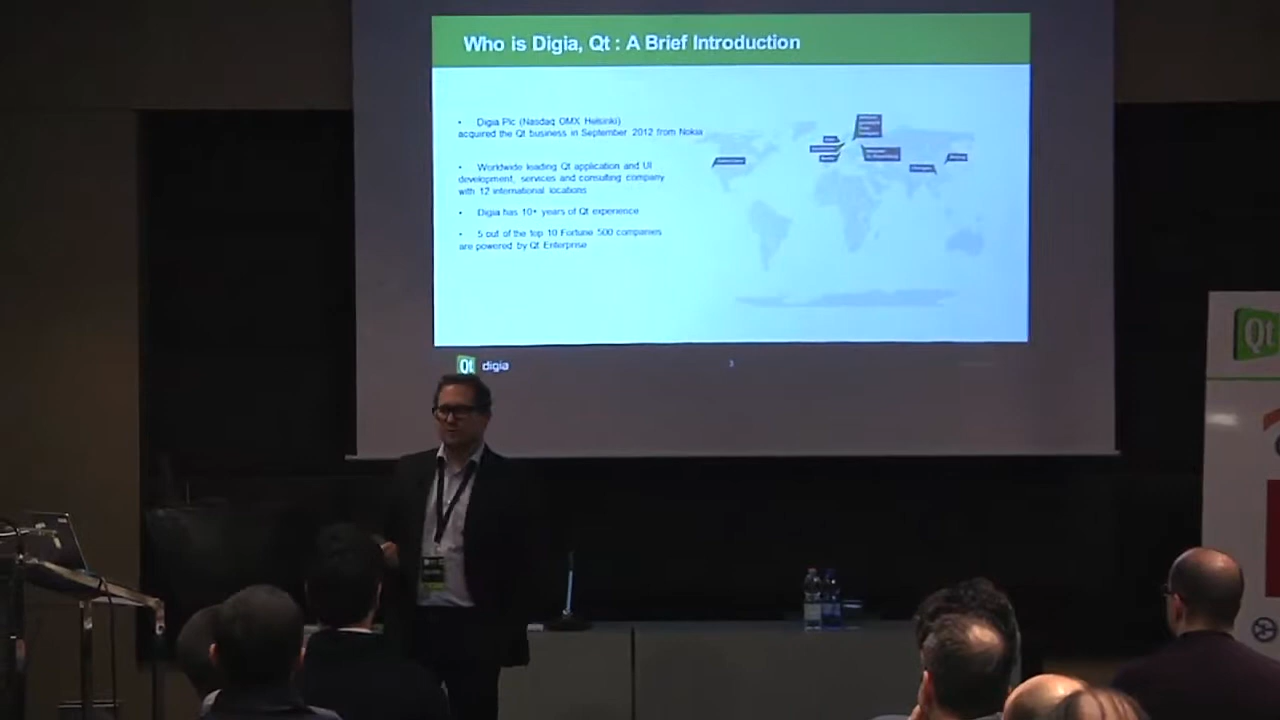 Who is Digia, Qt : A Brief Introduction
• Digia Plc (Nasdaq OMX Helsinki)
acquired the Qt business in September 2012 from Nokia
• Worldwide leading Qt application and UI
development, services and consulting company
with 12 international locations
• Digia has 10+ years of Qt experience
• 5 out of the top 10 Fortune 500 companies
are powered by Qt Enterprise
Qt digia
3
Qt